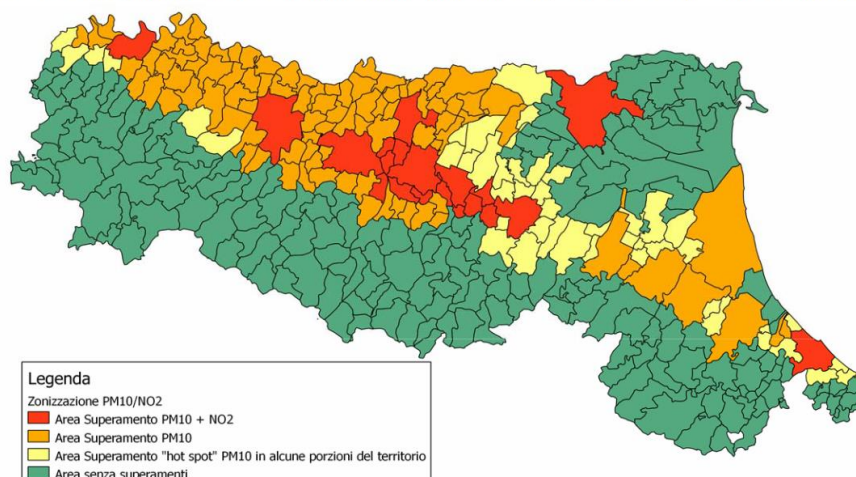 Legenda
Zonizzazione PM10/NO2
Area Superamento PM10 + NO2
Area Superamento PM10
Area Superamento "hot spot" PM10 in alcune porzioni del territorio
Area senza superamenti